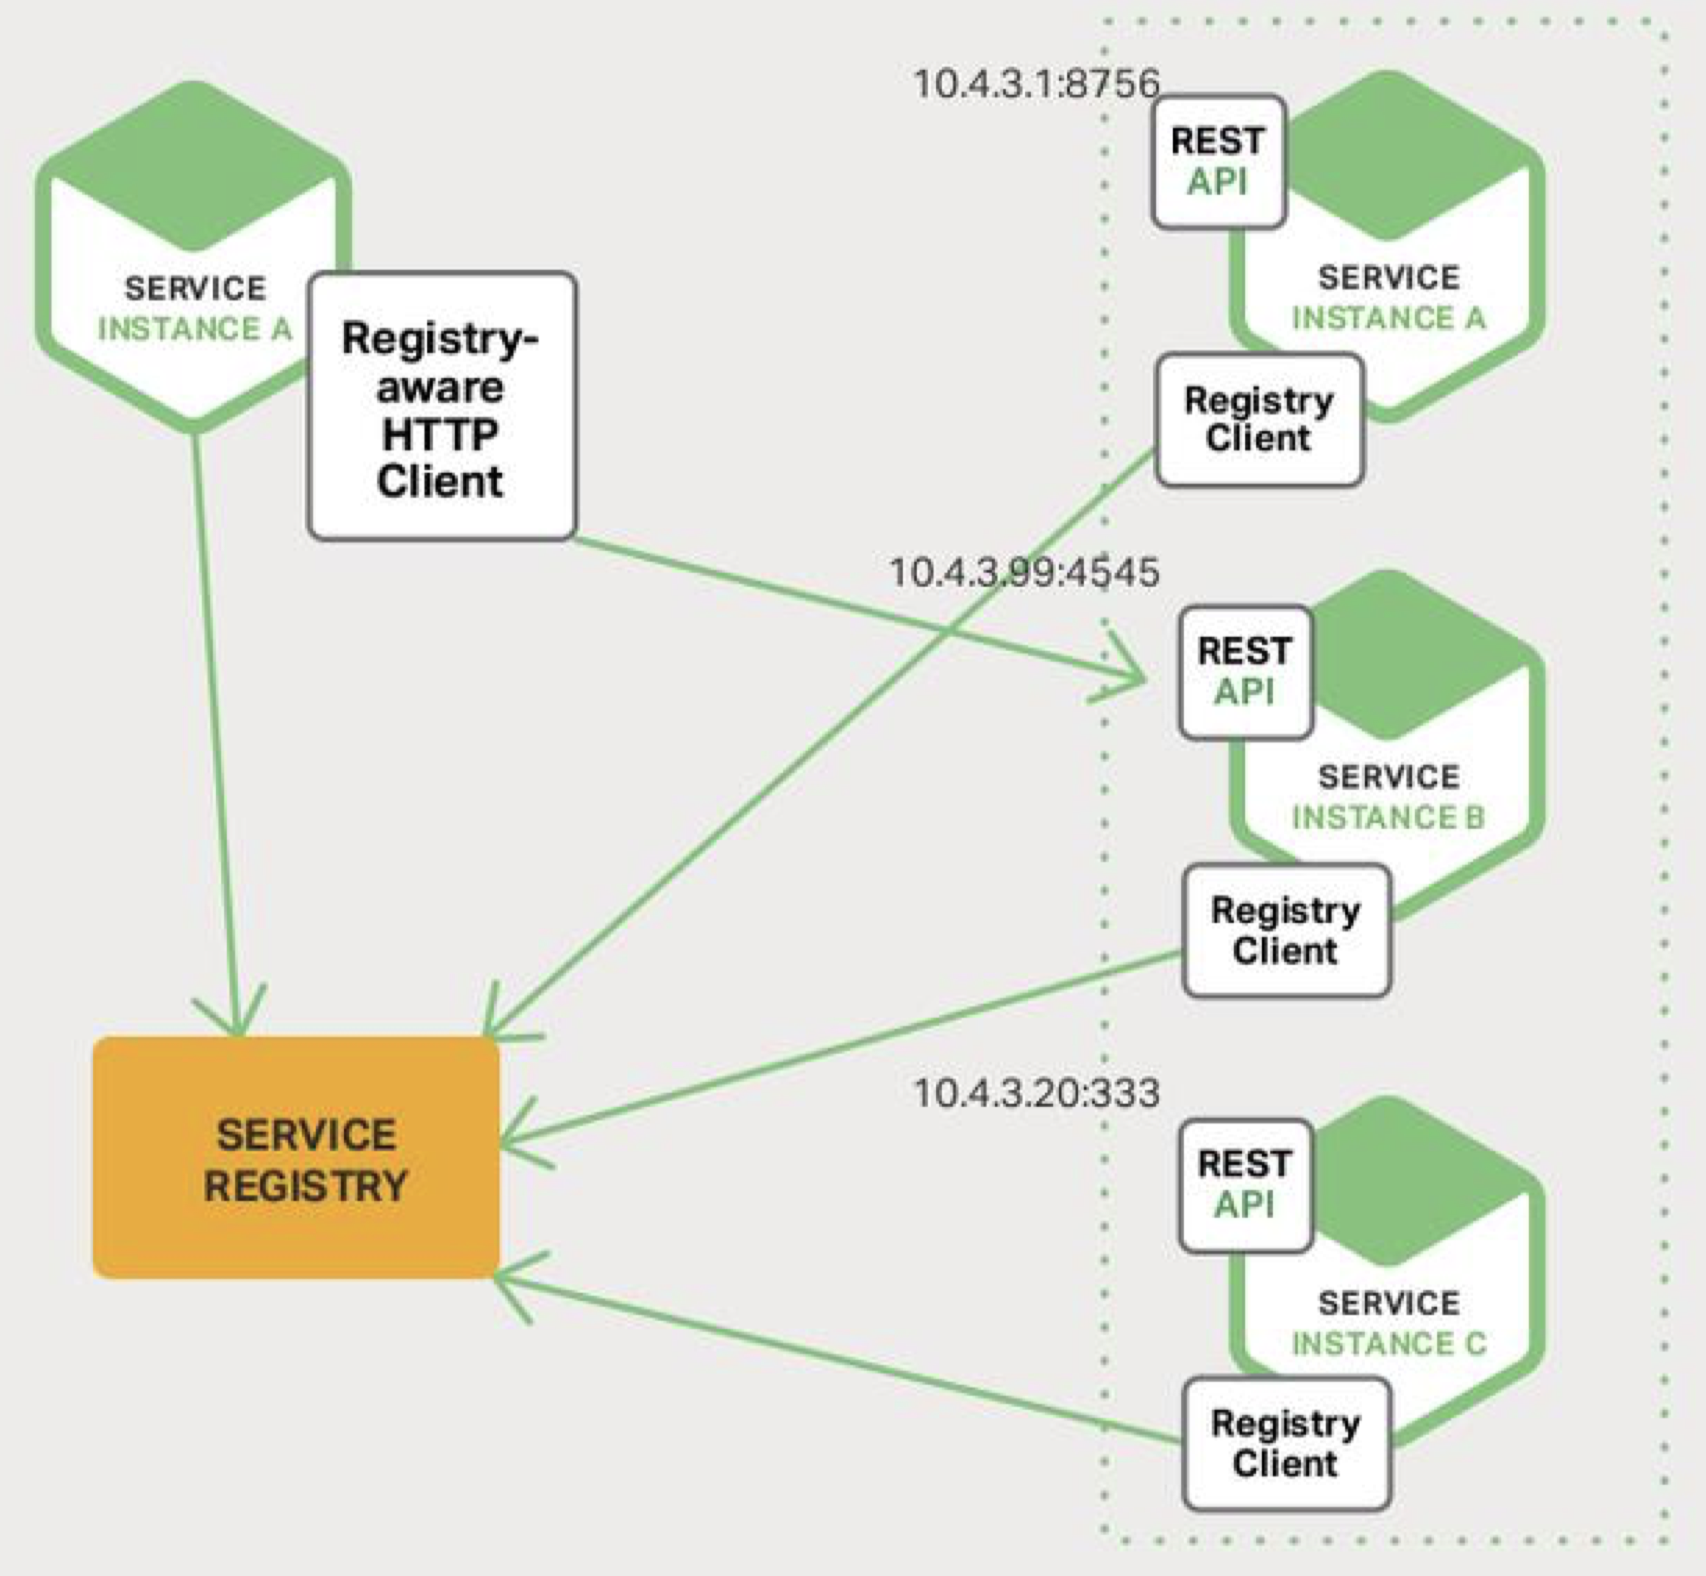 SERVICE
INSTANCE A
Registry-
aware
HTTP
Client
SERVICE
REGISTRY
10.4.3.1:8756
REST
API
SERVICE
INSTANCE A
Registry
Client
10.4.3.99:4545
REST
API
SERVICE
INSTANCE B
Registry
Client
10.4.3.20:333
REST
API
SERVICE
INSTANCE C
Registry
Client